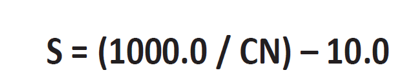 S = (1000.0 / CN) – 10.0